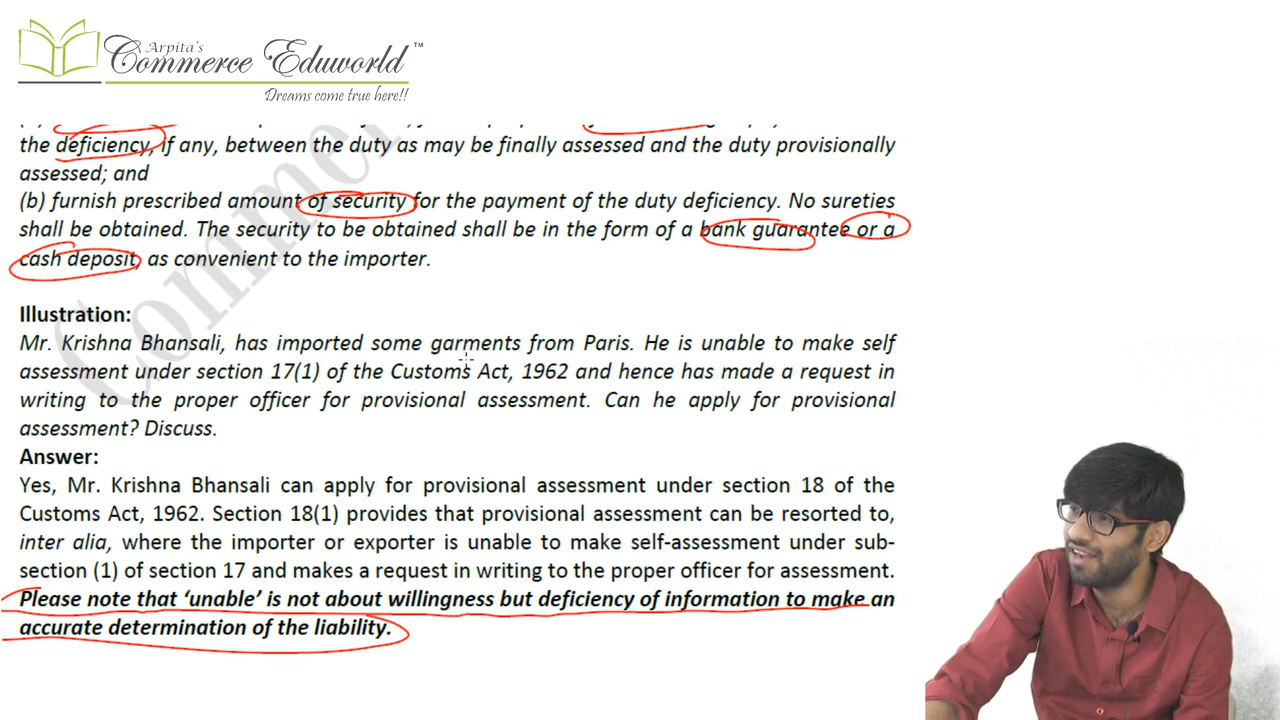 Arpita's
Commerce Eduworld™
Dreams come true here!!
the deficiency, if any, between the duty as may be finally assessed and the duty provisionally
assessed; and
(b) furnish prescribed amount of security for the payment of the duty deficiency. No sureties
shall be obtained. The security to be obtained shall be in the form of a bank guarantee or a
cash deposit, as convenient to the importer.
Illustration:
Mr. Krishna Bhansali, has imported some garments from Paris. He is unable to make self
assessment under section 17(1) of the Customs Act, 1962 and hence has made a request in
writing to the proper officer for provisional assessment. Can he apply for provisional
assessment? Discuss.
Answer:
Yes, Mr. Krishna Bhansali can apply for provisional assessment under section 18 of the
Customs Act, 1962. Section 18(1) provides that provisional assessment can be resorted to,
inter alia, where the importer or exporter is unable to make self-assessment under sub-
section (1) of section 17 and makes a request in writing to the proper officer for assessment.
Please note that ‘unable’ is not about willingness but deficiency of information to make an
accurate determination of the liability.